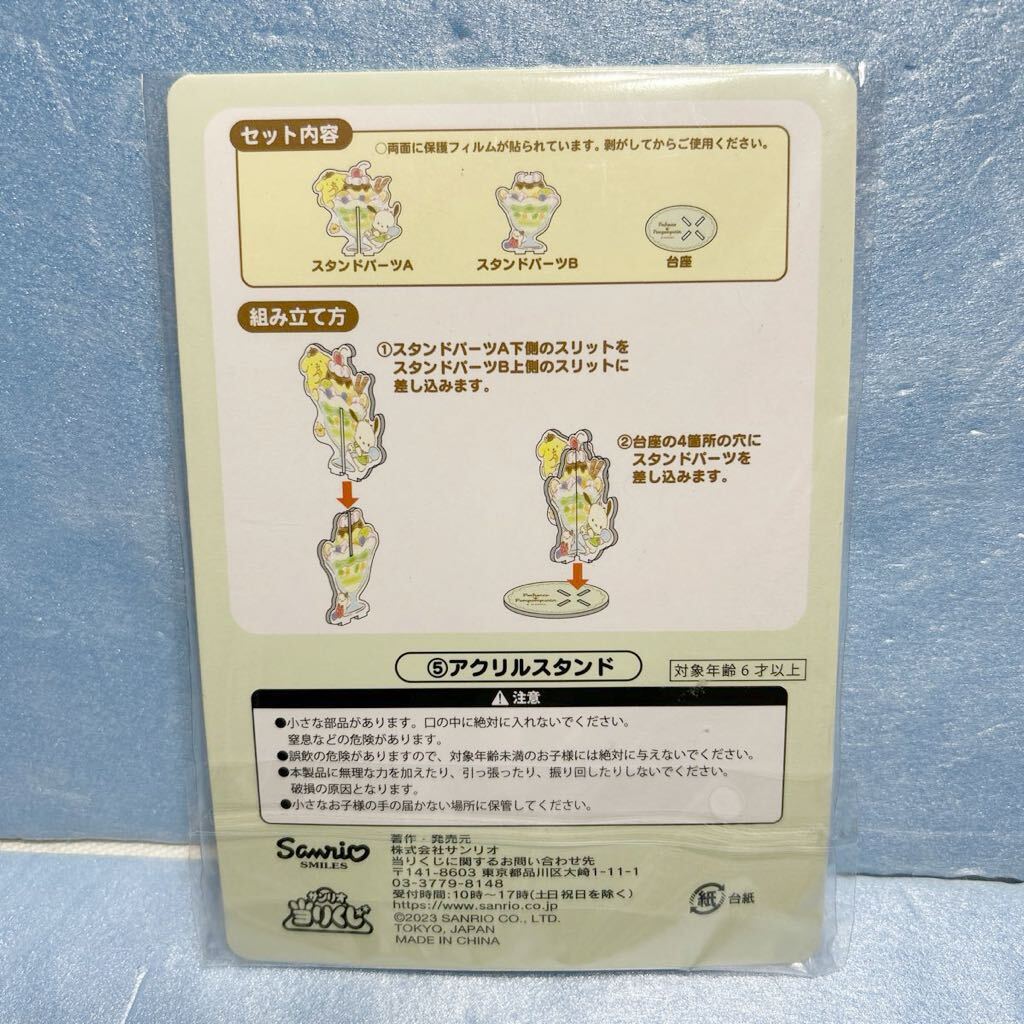 セット内容
○両面に保護フィルムが貼られています。剥がしてからご使用ください。
スタンドパーツA
スタンドパーツB
台座
組み立て方
①スタンドパーツA下側のスリットを
スタンドパーツB上側のスリットに
差し込みます。
②台座の4箇所の穴に
スタンドパーツを
差し込みます。
⑤アクリルスタンド
対象年齢6才以上
注意
●小さな部品があります。口の中に絶対に入れないでください。
窒息などの危険があります。
●誤飲の危険がありますので、対象年齢未満のお子様には絶対に与えないでください。
●本製品に無理な力を加えたり、引っ張ったり、振り回したりしないでください。
破損の原因となります。
●小さなお子様の手の届かない場所に保管してください。
Sanrio
SMILES
サンリオ
当りくじ
著作・発売元
株式会社サンリオ
当りくじに関するお問い合わせ先
〒141-8603 東京都品川区大崎1-11-1
03-3779-8148
受付時間:10時～17時(土日祝日を除く)
https://www.sanrio.co.jp
©2023 SANRIO CO., LTD.
TOKYO, JAPAN
MADE IN CHINA
紙
台紙